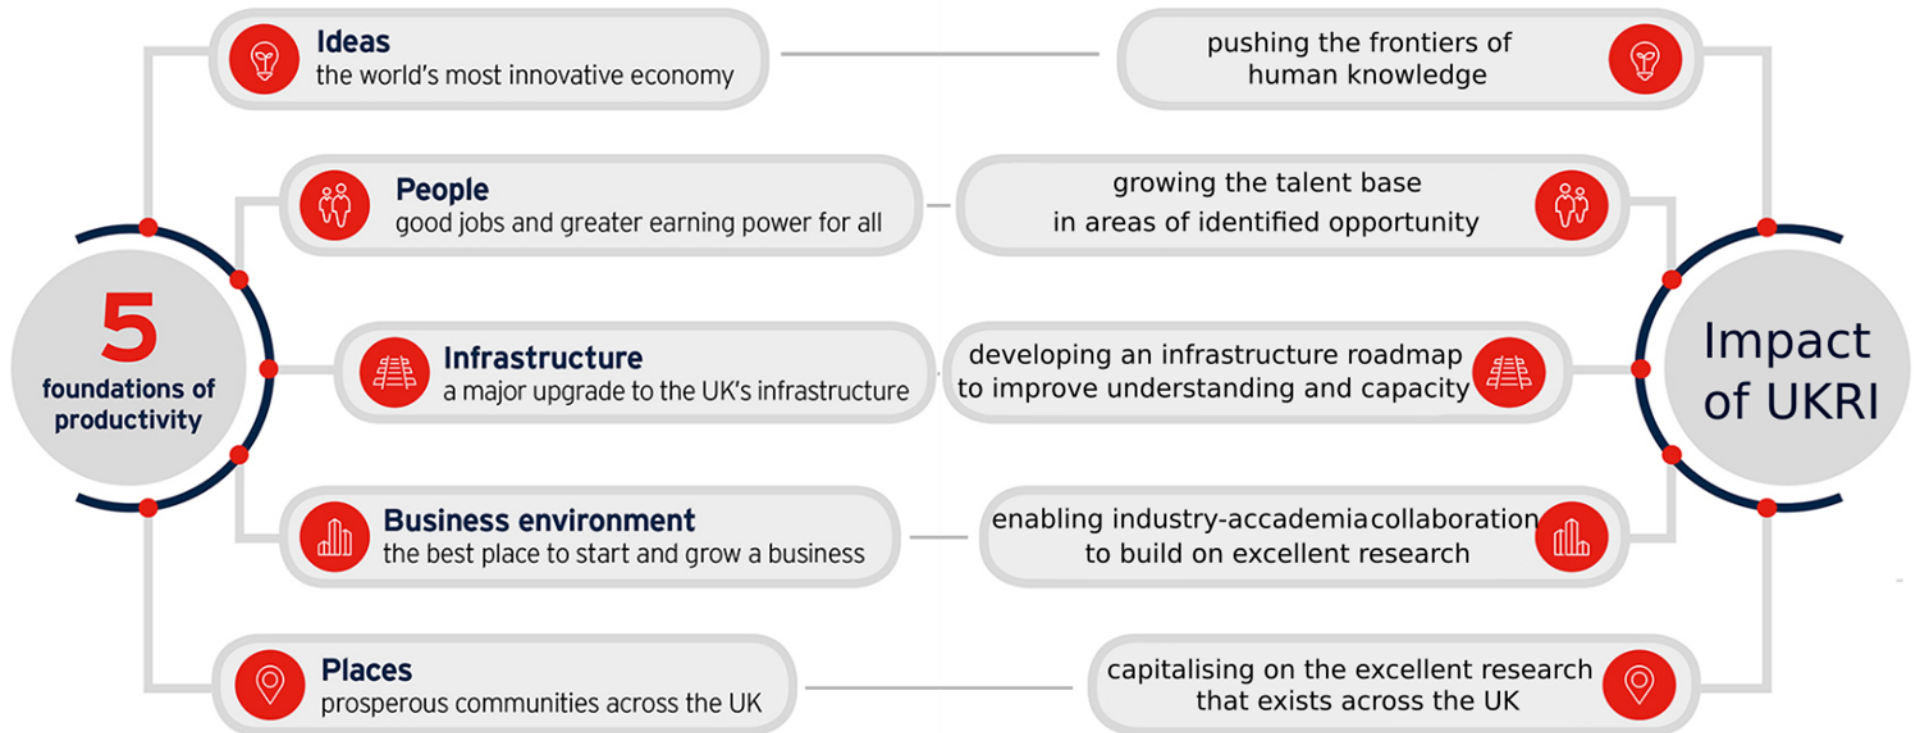 Ideas
the world's most innovative economy
pushing the frontiers of
human knowledge
People
good jobs and greater earning power for all
growing the talent base
in areas of identified opportunity
5
foundations of
productivity
Infrastructure
a major upgrade to the UK's infrastructure
developing an infrastructure roadmap
to improve understanding and capacity
Impact
of UKRI
Business environment
the best place to start and grow a business
enabling industry-accademiacollaboration
to build on excellent research
Places
prosperous communities across the UK
capitalising on the excellent research
that exists across the UK